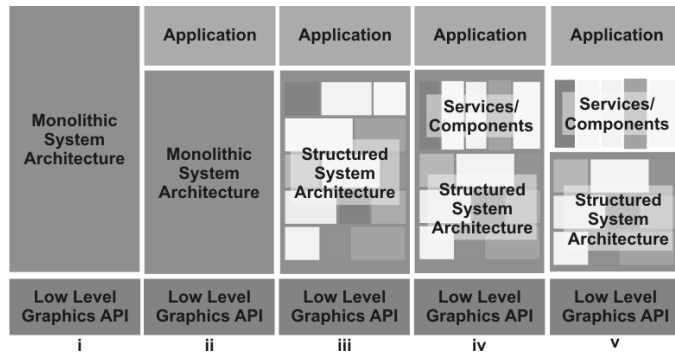 Application
Application
Application
Application
Monolithic
System
Architecture
Monolithic
System
Architecture
Structured
System
Architecture
Services/
Components
Structured
System
Architecture
Services/
Components
Structured
System
Architecture
Low Level
Graphics API
Low Level
Graphics API
Low Level
Graphics API
Low Level
Graphics API
Low Level
Graphics API
i
ii
iii
iv
v